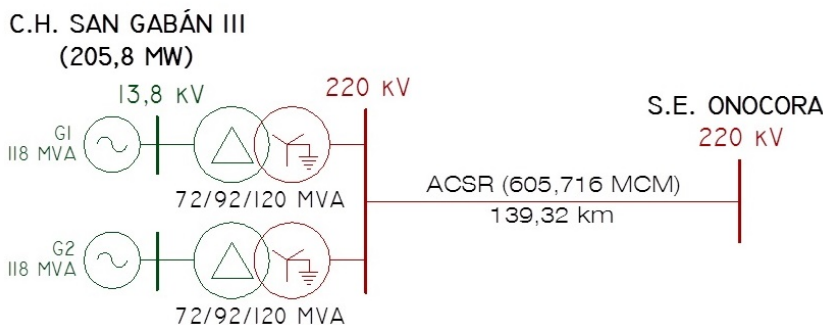 C.H. SAN GABÁN III
(205,8 MW)
13,8 KV
220 KV
S.E. ONOCORA
220 KV
G1
118 MVA
72/92/120 MVA
ACSR (605,716 MCM)
139,32 km
G2
118 MVA
72/92/120 MVA